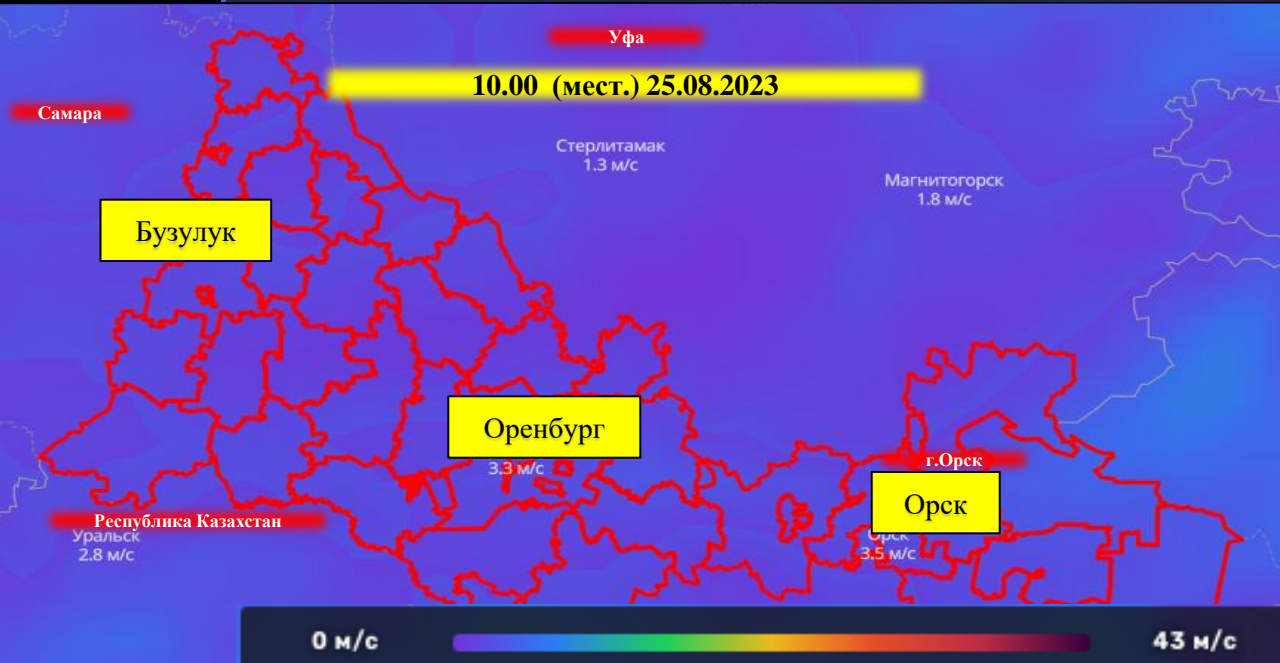 Уфа
10.00 (мест.) 25.08.2023
Самара
Стерлитамак
1.3 м/с
Магнитогорск
1.8 м/с
Бузулук
Оренбург
3.3 м/с
г.Орск
Орск
Орск
3.5 м/с
Республика Казахстан
Уральск
2.8 м/с
0 м/с
43 м/с